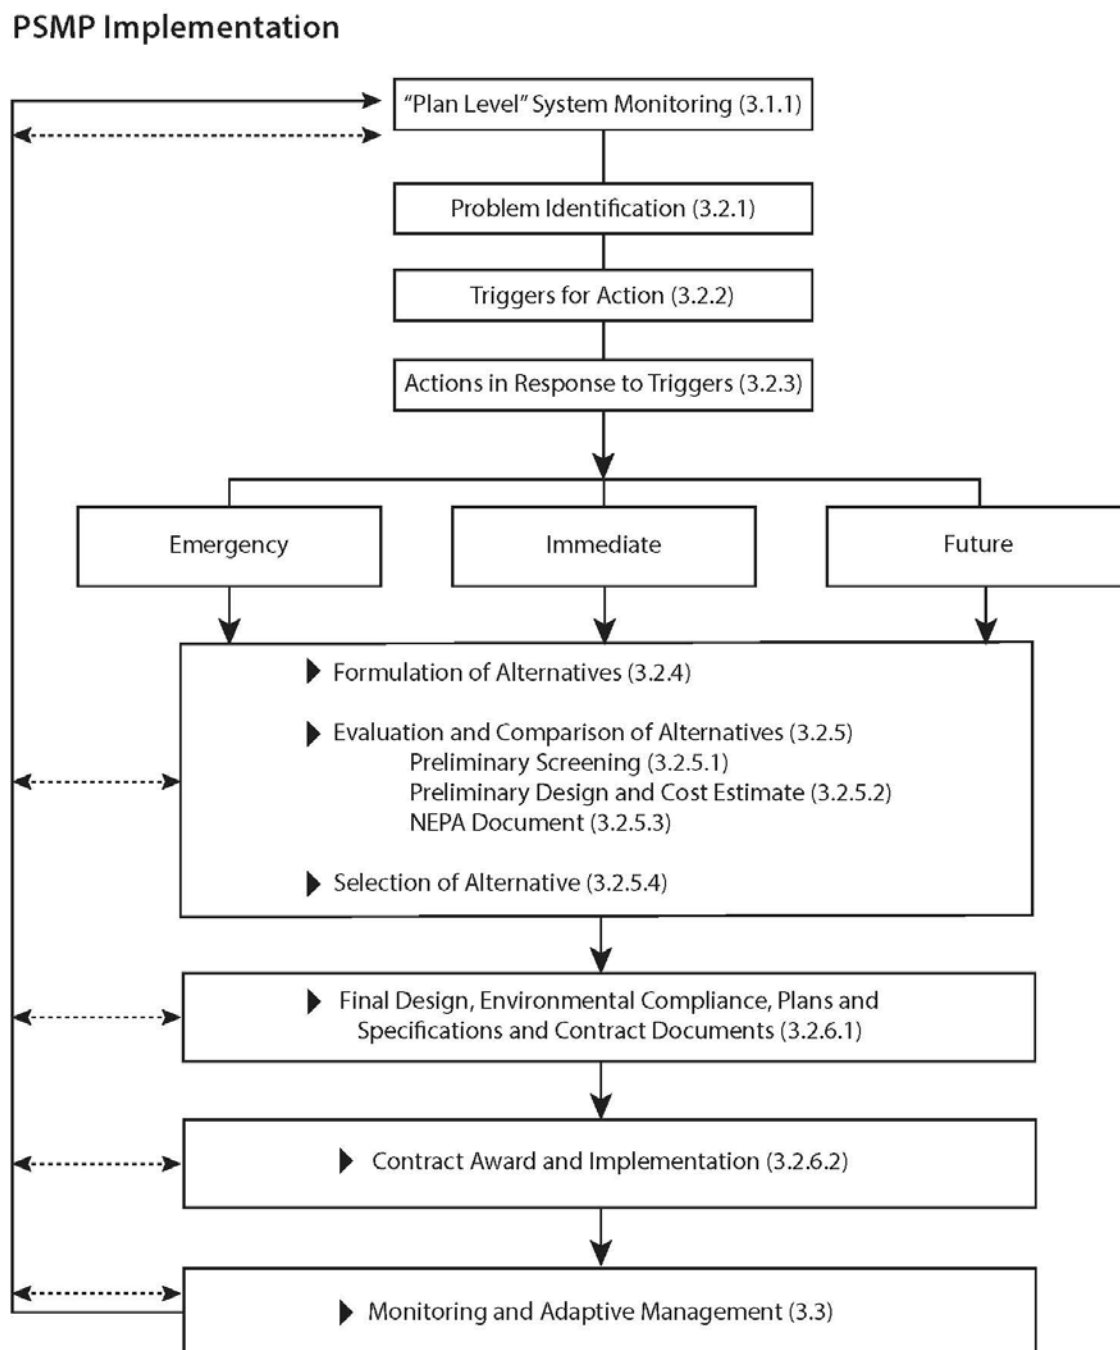 PSMP Implementation
“Plan Level” System Monitoring (3.1.1)
Problem Identification (3.2.1)
Triggers for Action (3.2.2)
Actions in Response to Triggers (3.2.3)
Emergency
Immediate
Future
Formulation of Alternatives (3.2.4)
Evaluation and Comparison of Alternatives (3.2.5)
Preliminary Screening (3.2.5.1)
Preliminary Design and Cost Estimate (3.2.5.2)
NEPA Document (3.2.5.3)
Selection of Alternative (3.2.5.4)
Final Design, Environmental Compliance, Plans and
Specifications and Contract Documents (3.2.6.1)
Contract Award and Implementation (3.2.6.2)
Monitoring and Adaptive Management (3.3)